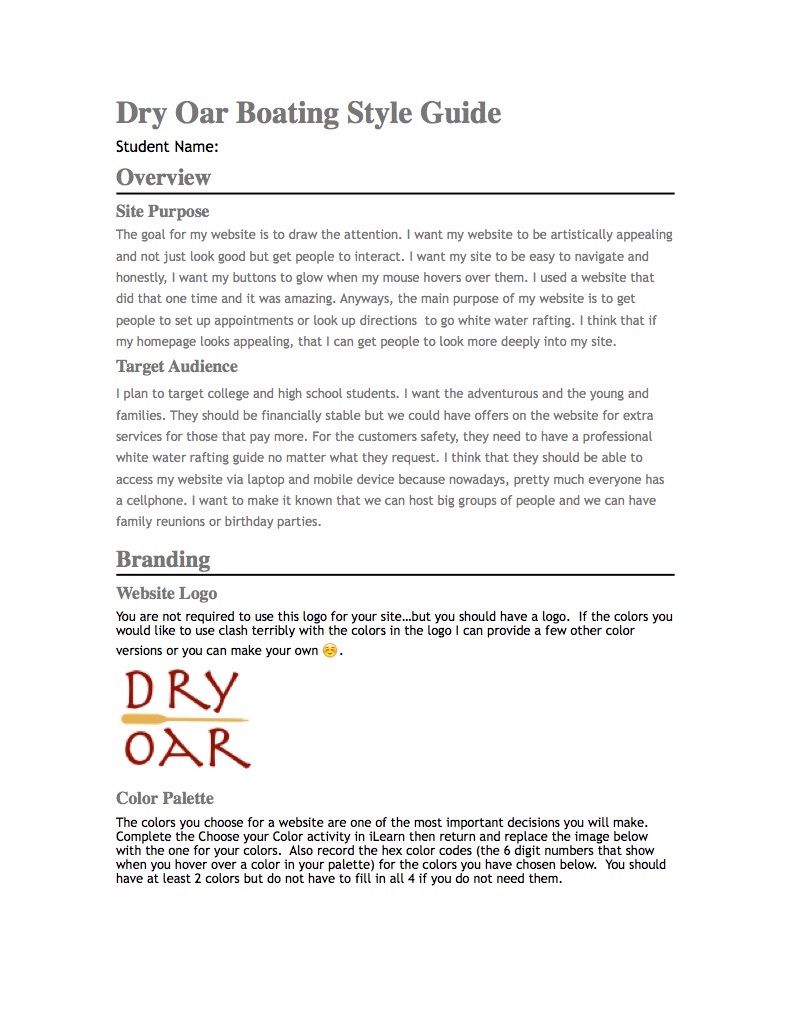 Dry Oar Boating Style Guide
Student Name:
Overview
Site Purpose
The goal for my website is to draw the attention. I want my website to be artistically appealing
and not just look good but get people to interact. I want my site to be easy to navigate and
honestly, I want my buttons to glow when my mouse hovers over them. I used a website that
did that one time and it was amazing. Anyways, the main purpose of my website is to get
people to set up appointments or look up directions  to go white water rafting. I think that if
my homepage looks appealing, that I can get people to look more deeply into my site.
Target Audience
I plan to target college and high school students. I want the adventurous and the young and
families. They should be financially stable but we could have offers on the website for extra
services for those that pay more. For the customers safety, they need to have a professional
white water rafting guide no matter what they request. I think that they should be able to
access my website via laptop and mobile device because nowadays, pretty much everyone has
a cellphone. I want to make it known that we can host big groups of people and we can have
family reunions or birthday parties.
Branding
Website Logo
You are not required to use this logo for your site…but you should have a logo.  If the colors you
would like to use clash terribly with the colors in the logo I can provide a few other color
versions or you can make your own ☺️.
DRY
OAR
Color Palette
The colors you choose for a website are one of the most important decisions you will make.
Complete the Choose your Color activity in iLearn then return and replace the image below
with the one for your colors.  Also record the hex color codes (the 6 digit numbers that show
when you hover over a color in your palette) for the colors you have chosen below.  You should
have at least 2 colors but do not have to fill in all 4 if you do not need them.